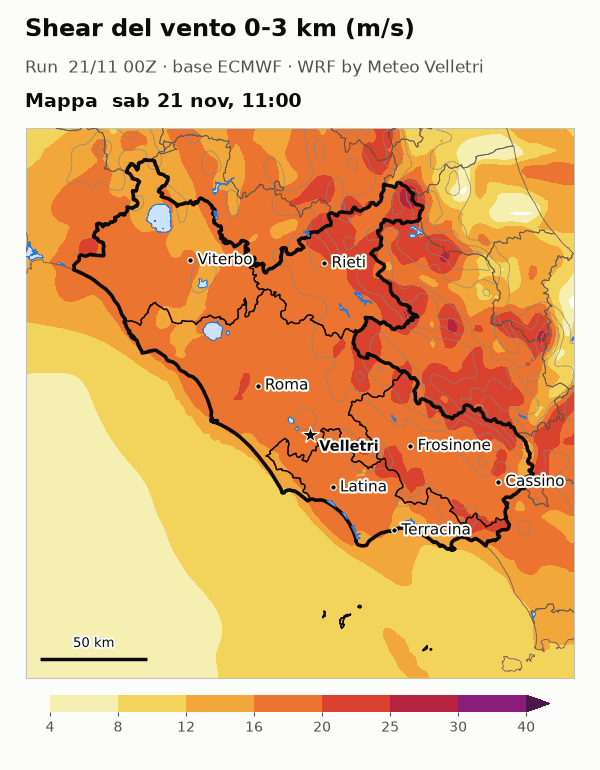 Shear del vento 0-3 km (m/s)
Run 21/11 00Z · base ECMWF · WRF by Meteo Velletri
Mappa sab 21 nov, 11:00
Viterbo
Rieti
Roma
Velletri
Frosinone
Latina
Cassino
Terracina
50 km
4 8 12 16 20 25 30 40